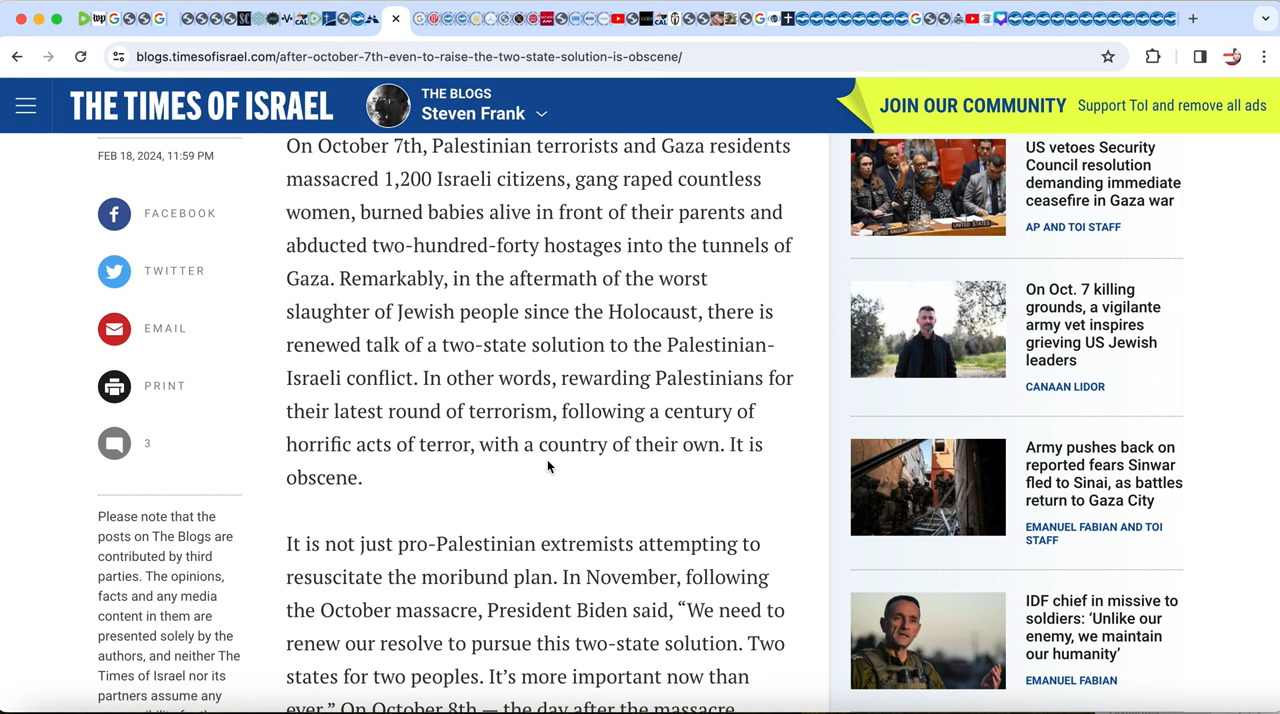 blogs.timesofisrael.com/after-october-7th-even-to-raise-the-two-state-solution-is-obscene/
THE TIMES OF ISRAEL
THE BLOGS
Steven Frank
JOIN OUR COMMUNITY Support ToI and remove all ads
FEB 18, 2024, 11:59 PM
FACEBOOK
TWITTER
EMAIL
PRINT
3
Please note that the
posts on The Blogs are
contributed by third
parties. The opinions,
facts and any media
content in them are
presented solely by the
authors, and neither The
Times of Israel nor its
partners assume any
On October 7th, Palestinian terrorists and Gaza residents
massacred 1,200 Israeli citizens, gang raped countless
women, burned babies alive in front of their parents and
abducted two-hundred-forty hostages into the tunnels of
Gaza. Remarkably, in the aftermath of the worst
slaughter of Jewish people since the Holocaust, there is
renewed talk of a two-state solution to the Palestinian-
Israeli conflict. In other words, rewarding Palestinians for
their latest round of terrorism, following a century of
horrific acts of terror, with a country of their own. It is
obscene.
It is not just pro-Palestinian extremists attempting to
resuscitate the moribund plan. In November, following
the October massacre, President Biden said, “We need to
renew our resolve to pursue this two-state solution. Two
states for two peoples. It’s more important now than
ever.” On October 8th — the day after the massacre
US vetoes Security
Council resolution
demanding immediate
ceasefire in Gaza war
AP AND TOI STAFF
UNITED KINGDOM
UNITED STATES
On Oct. 7 killing
grounds, a vigilante
army vet inspires
grieving US Jewish
leaders
CANAAN LIDOR
Army pushes back on
reported fears Sinwar
fled to Sinai, as battles
return to Gaza City
EMANUEL FABIAN AND TOI
STAFF
IDF chief in missive to
soldiers: ‘Unlike our
enemy, we maintain
our humanity’
EMANUEL FABIAN